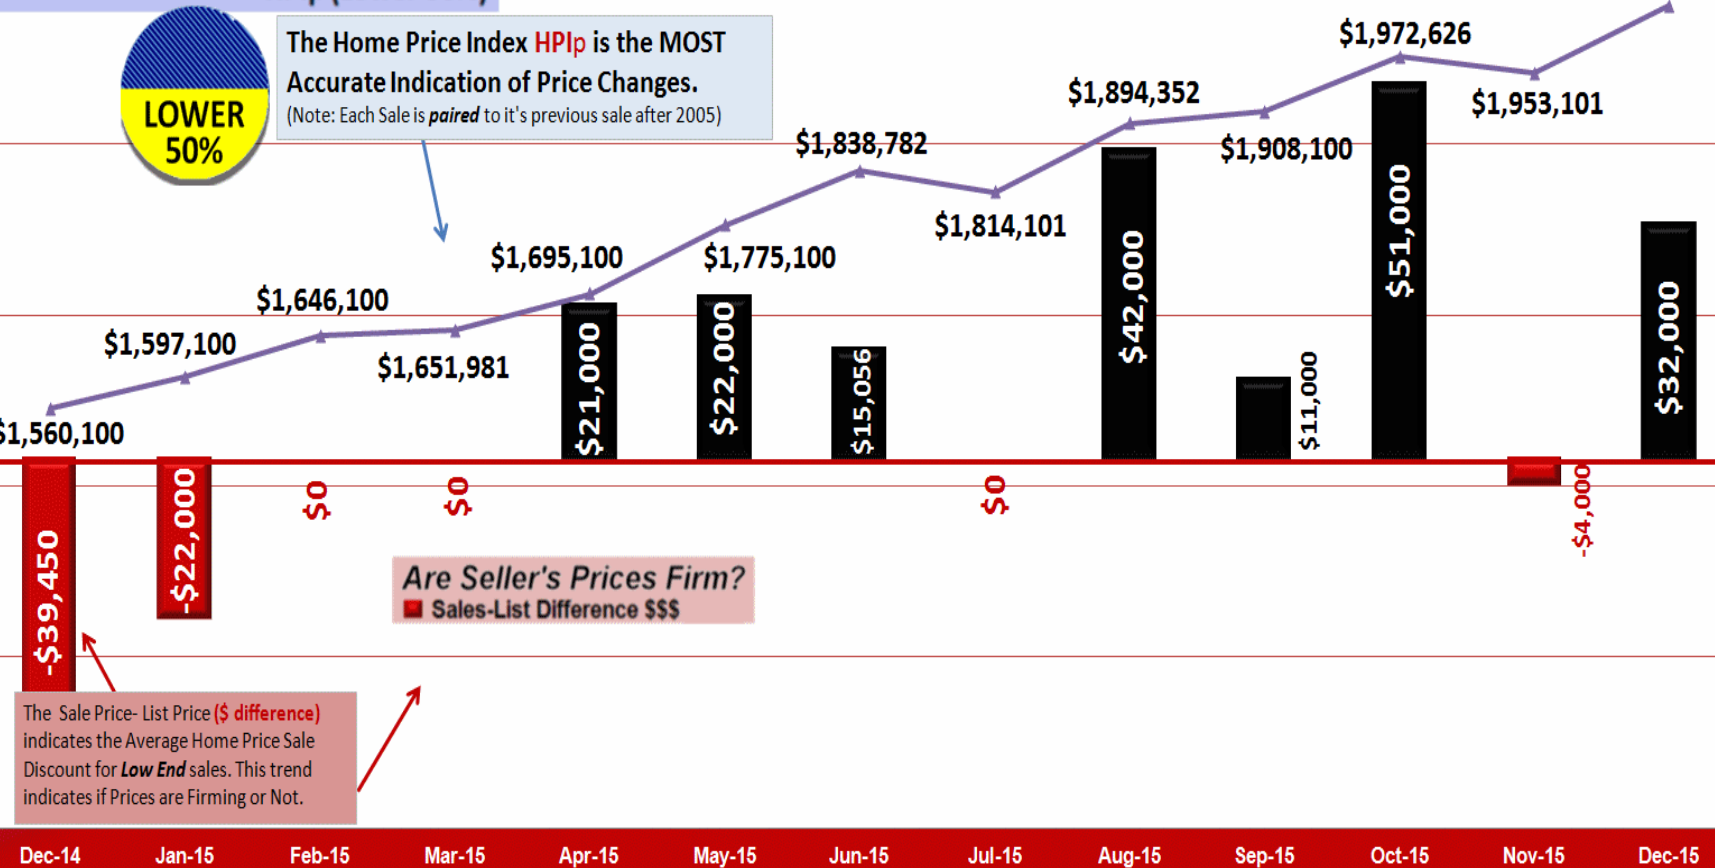 The Home Price Index HPIp is the MOST
Accurate Indication of Price Changes.
(Note: Each Sale is paired to it's previous sale after 2005)
LOWER
50%
$1,560,100
$1,597,100
$1,646,100
$1,651,981
$1,695,100
$1,775,100
$1,838,782
$1,814,101
$1,894,352
$1,908,100
$1,972,626
$1,953,101
-$39,450
-$22,000
$0
$0
$21,000
$22,000
$15,056
$0
$42,000
$11,000
$51,000
-$4,000
$32,000
Are Seller's Prices Firm?
Sales-List Difference $$$
The Sale Price- List Price ($ difference)
indicates the Average Home Price Sale
Discount for Low End sales. This trend
indicates if Prices are Firming or Not.
Dec-14 Jan-15 Feb-15 Mar-15 Apr-15 May-15 Jun-15 Jul-15 Aug-15 Sep-15 Oct-15 Nov-15 Dec-15